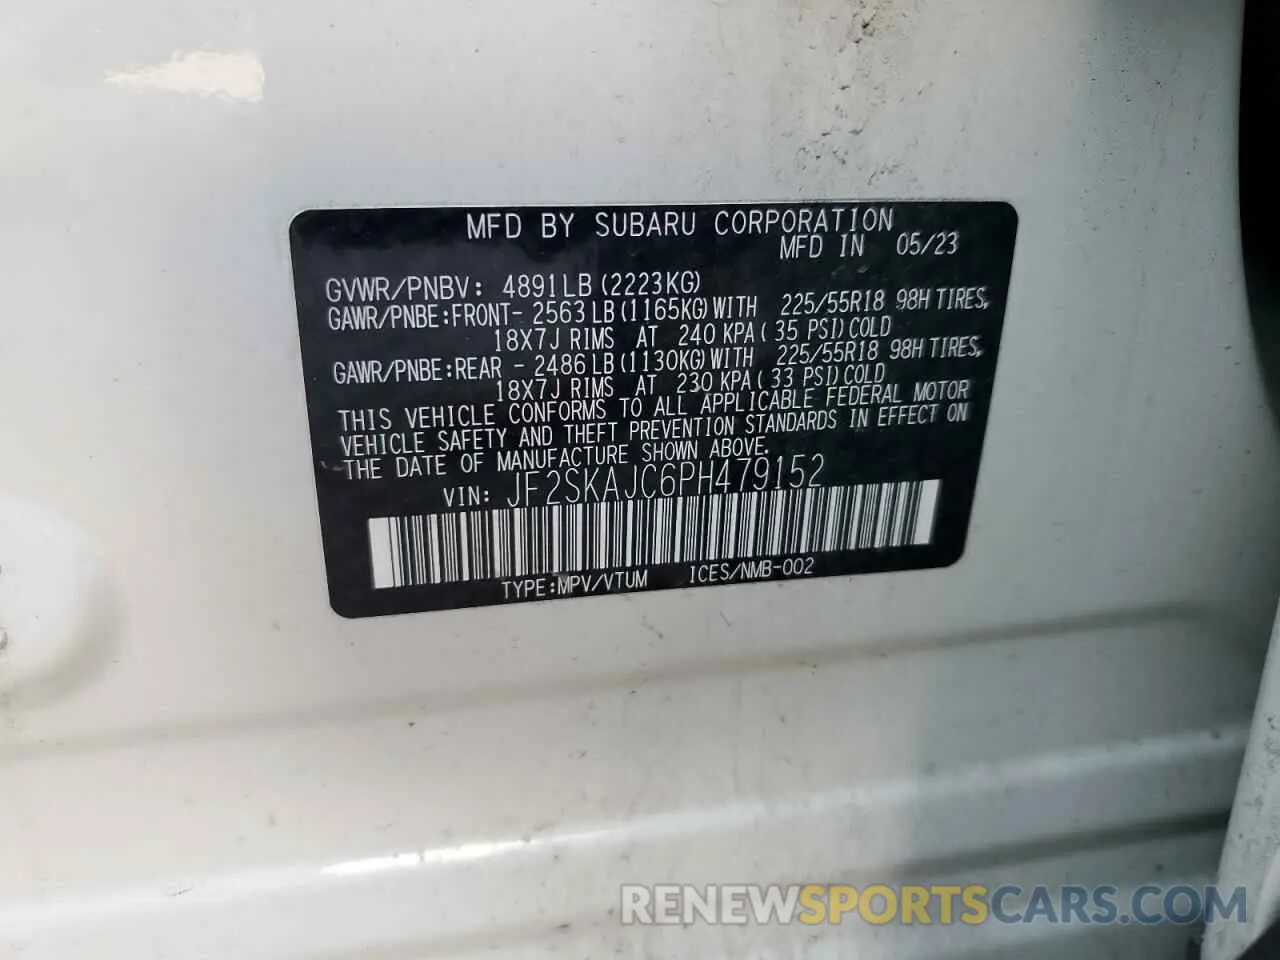 MFD BY SUBARU CORPORATION
MFD IN 05/23
GVWR/PNBV: 4891LB(2223KG)
GAWR/PNBE:FRONT- 2563LB(1165KG)WITH 225/55R18 98H TIRES,
18X7J RIMS AT 240 KPA( 35 PSI)COLD
GAWR/PNBE:REAR - 2486LB(1130KG)WITH 225/55R18 98H TIRES,
18X7J RIMS AT 230 KPA( 33 PSI)COLD
THIS VEHICLE CONFORMS TO ALL APPLICABLE FEDERAL MOTOR
VEHICLE SAFETY AND THEFT PREVENTION STANDARDS IN EFFECT ON
THE DATE OF MANUFACTURE SHOWN ABOVE.
VIN: JF2SKAJC6PH479152
TYPE:MPV/VTUM ICES/NMB-002
RENEWSPORTSCARS.COM